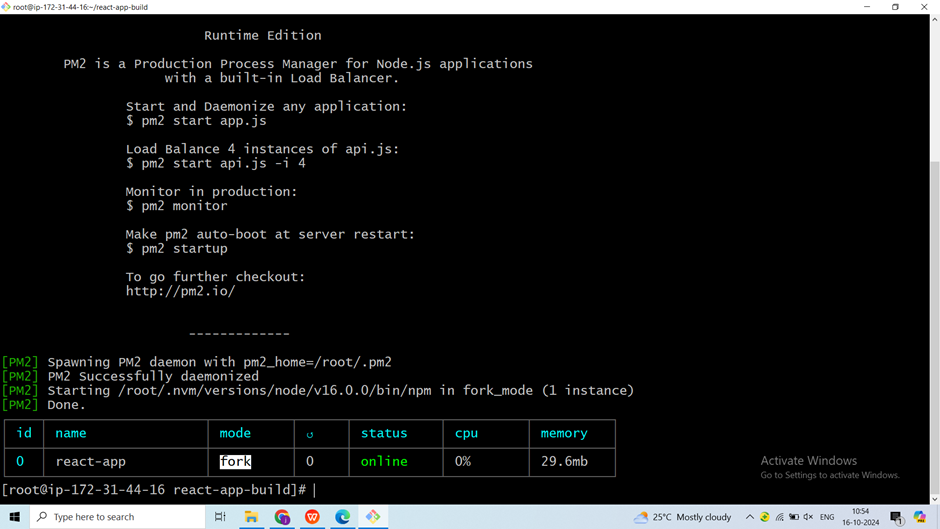 root@ip-172-31-44-16:~/react-app-build
Runtime Edition
PM2 is a Production Process Manager for Node.js applications
with a built-in Load Balancer.
Start and Daemonize any application:
$ pm2 start app.js
Load Balance 4 instances of api.js:
$ pm2 start api.js -i 4
Monitor in production:
$ pm2 monitor
Make pm2 auto-boot at server restart:
$ pm2 startup
To go further checkout:
http://pm2.io/
-------------
[PM2] Spawning PM2 daemon with pm2_home=/root/.pm2
[PM2] PM2 Successfully daemonized
[PM2] Starting /root/.nvm/versions/node/v16.0.0/bin/npm in fork_mode (1 instance)
[PM2] Done.
id name mode ↺ status cpu memory
0 react-app fork 0 online 0% 29.6mb
[root@ip-172-31-44-16 react-app-build]#
Activate Windows
Go to Settings to activate Windows.
Type here to search
25°C Mostly cloudy
ENG
10:54
16-10-2024
1